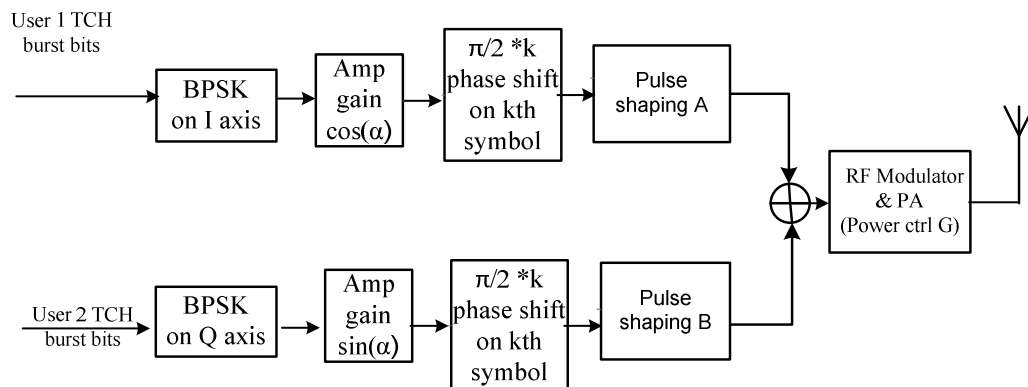 User 1 TCH
burst bits
BPSK
on I axis
Amp
gain
cos(α)
π/2 *k
phase shift
on kth
symbol
Pulse
shaping A
RF Modulator
& PA
(Power ctrl G)
User 2 TCH
burst bits
BPSK
on Q axis
Amp
gain
sin(α)
π/2 *k
phase shift
on kth
symbol
Pulse
shaping B